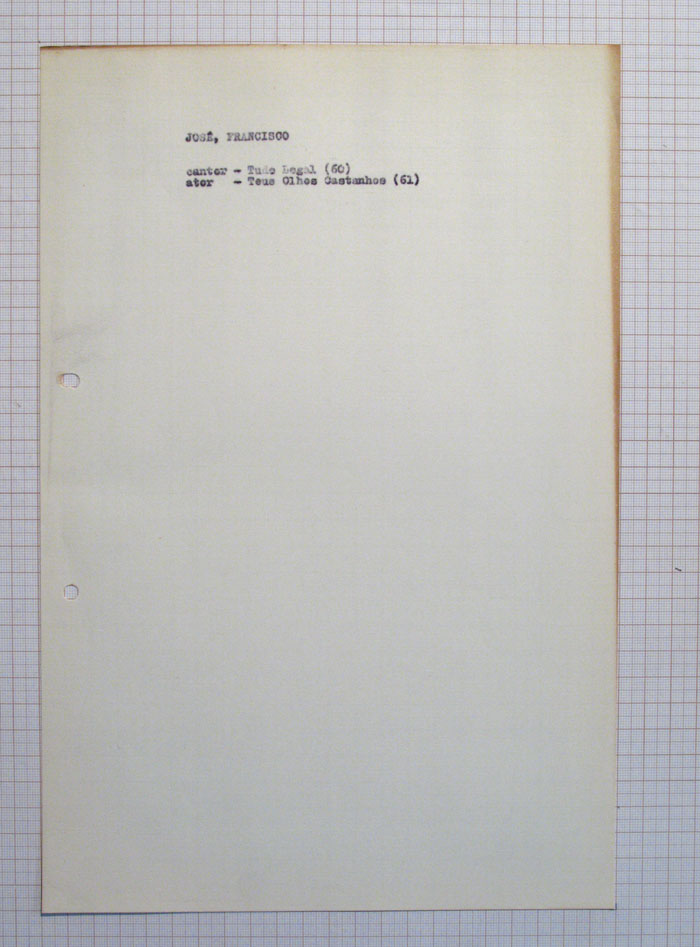 JOSÉ, FRANCISCO
cantor - Tudo Legal (60)
ator - Teus Olhos Castanhos (61)